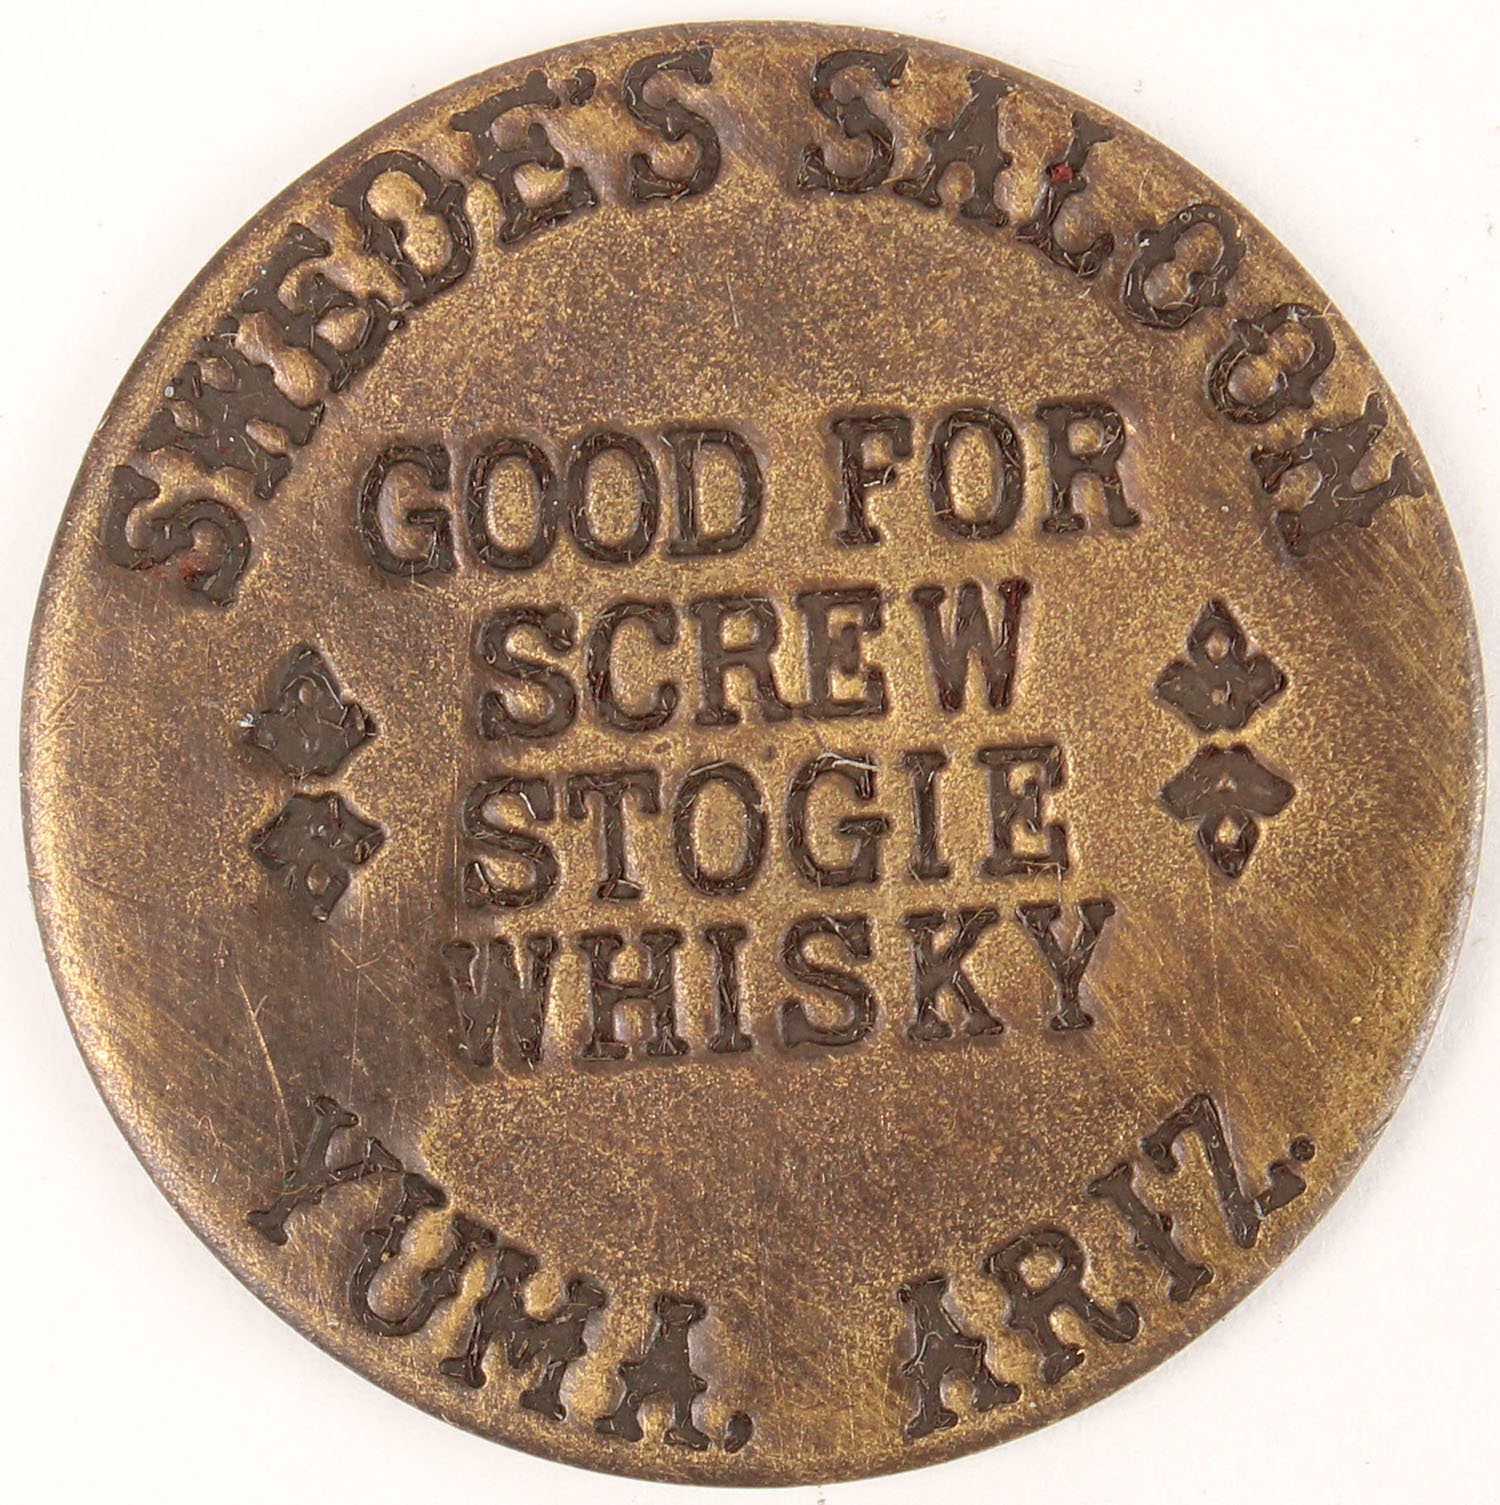 SWEDE'S SALOON
GOOD FOR
SCREW
STOGIE
WHISKY
YUMA, ARIZ.